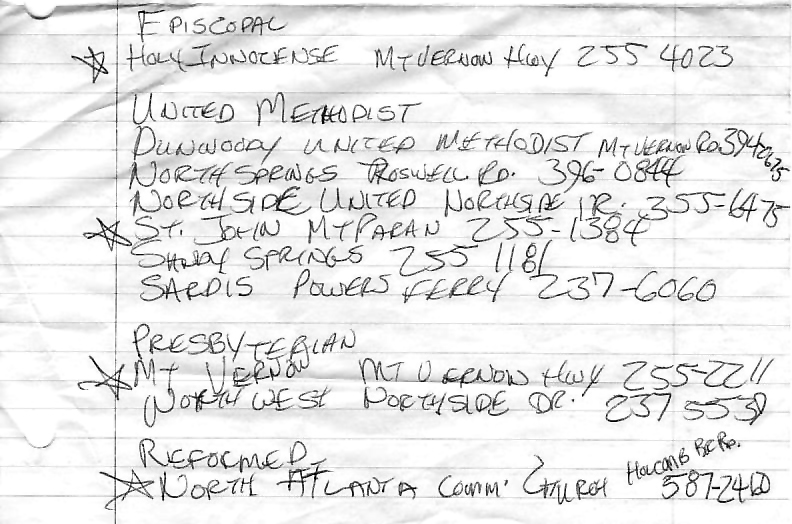 EPISCOPAL
HOLY INNOCENSE MT VERNON HWY 255 4023
UNITED METHODIST
DUNWOODY UNITED METHODIST MT VERNON RD. 394-2675
NORTH SPRINGS ROSWELL RD. 396-0844
NORTHSIDE UNITED NORTHSIDE DR. 355-6475
ST. JOHN MT PARAN 255-1384
SANDY SPRINGS 255 1181
SARDIS POWERS FERRY 237-6060
PRESBYTERIAN
MT VERNON MT VERNON HWY 255-2211
NORTHWEST NORTHSIDE DR. 237 5539
REFORMED
NORTH ATLANTA COMM. CHURCH HOLCOMB BR RD.
587-2460